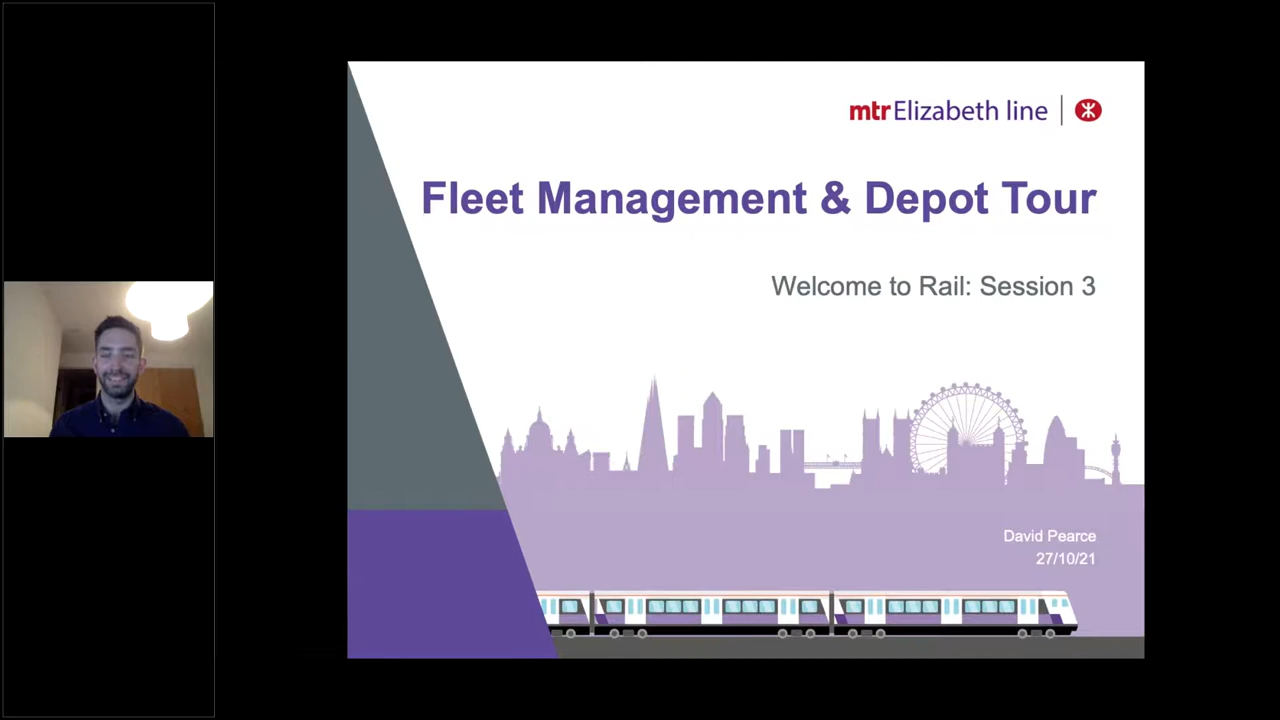 mtr Elizabeth line
Fleet Management & Depot Tour
Welcome to Rail: Session 3
David Pearce
27/10/21